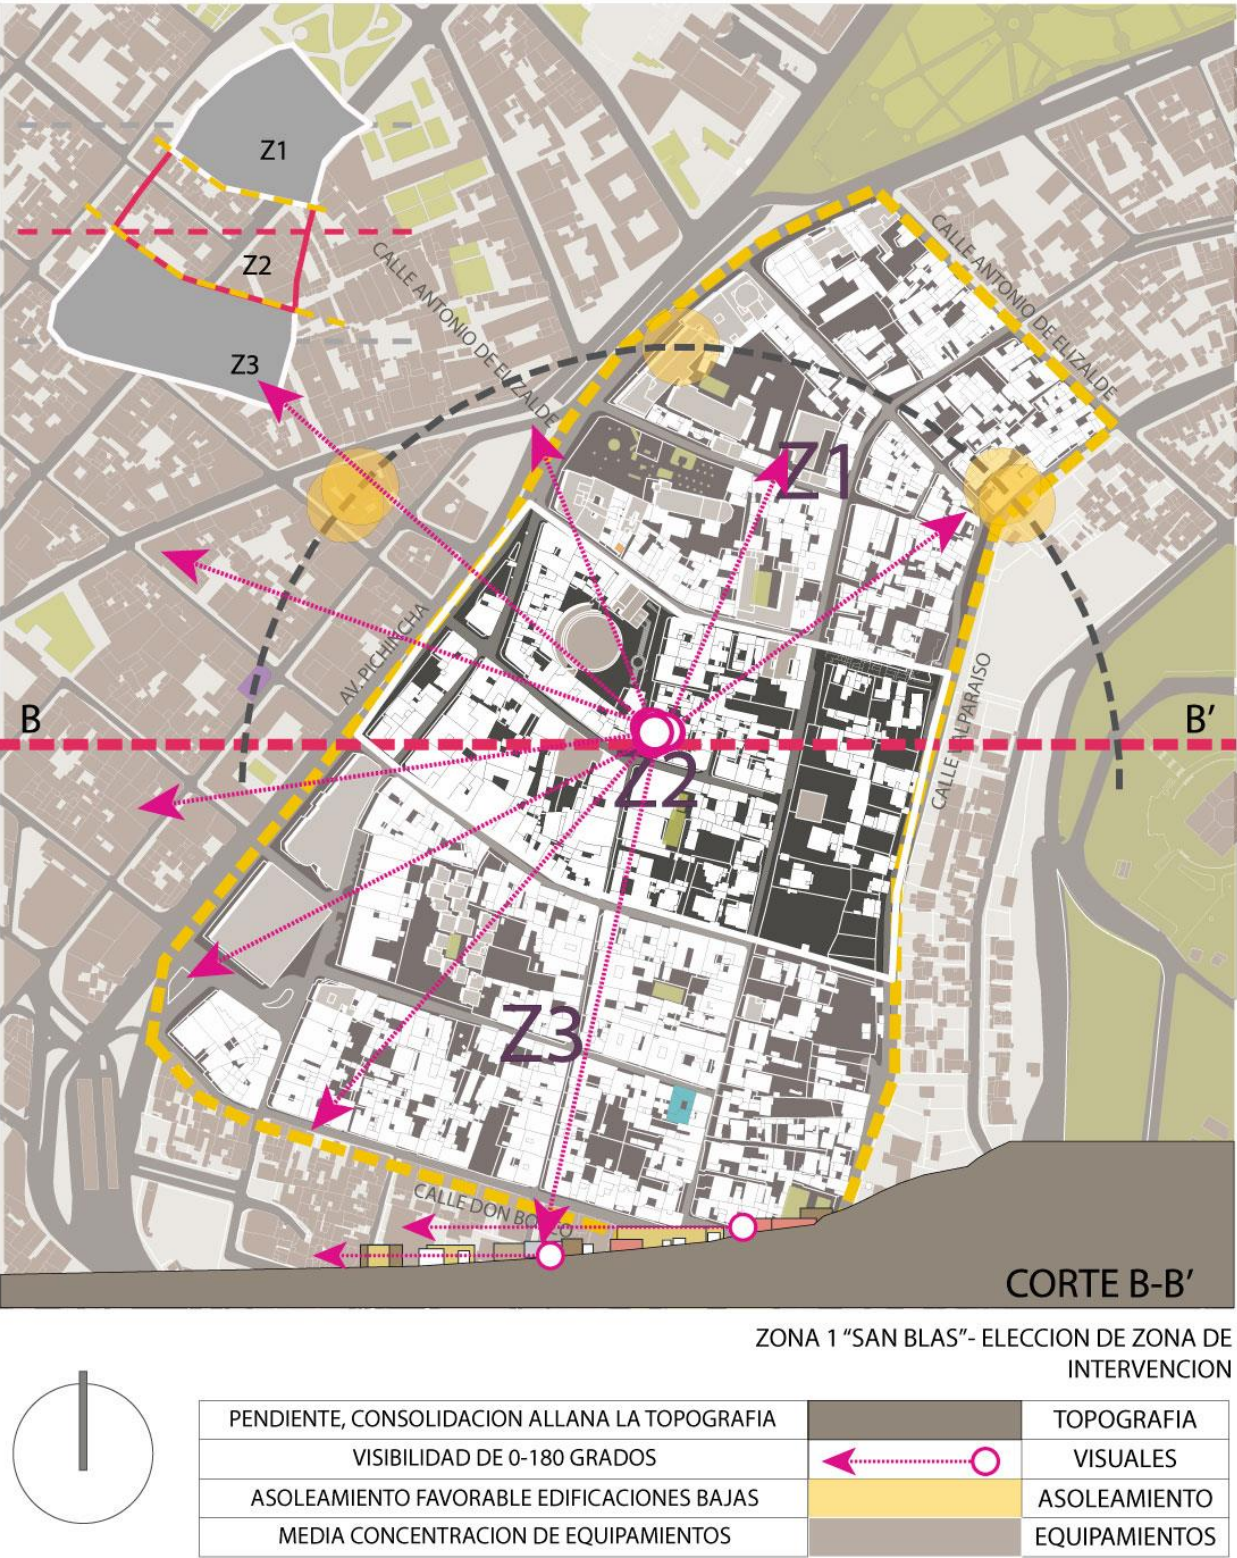 Z1
Z2
Z3
CALLE ANTONIO DE ELIZALDE
CALLE ANTONIO DE ELIZALDE
Z1
AV. PICHINCHA
CALLE VALPARAISO
B
B’
Z2
Z3
CALLE DON BOSCO
CORTE B-B’
ZONA 1 “SAN BLAS”- ELECCION DE ZONA DE
INTERVENCION
PENDIENTE, CONSOLIDACION ALLANA LA TOPOGRAFIA TOPOGRAFIA
VISIBILIDAD DE 0-180 GRADOS VISUALES
ASOLEAMIENTO FAVORABLE EDIFICACIONES BAJAS ASOLEAMIENTO
MEDIA CONCENTRACION DE EQUIPAMIENTOS EQUIPAMIENTOS